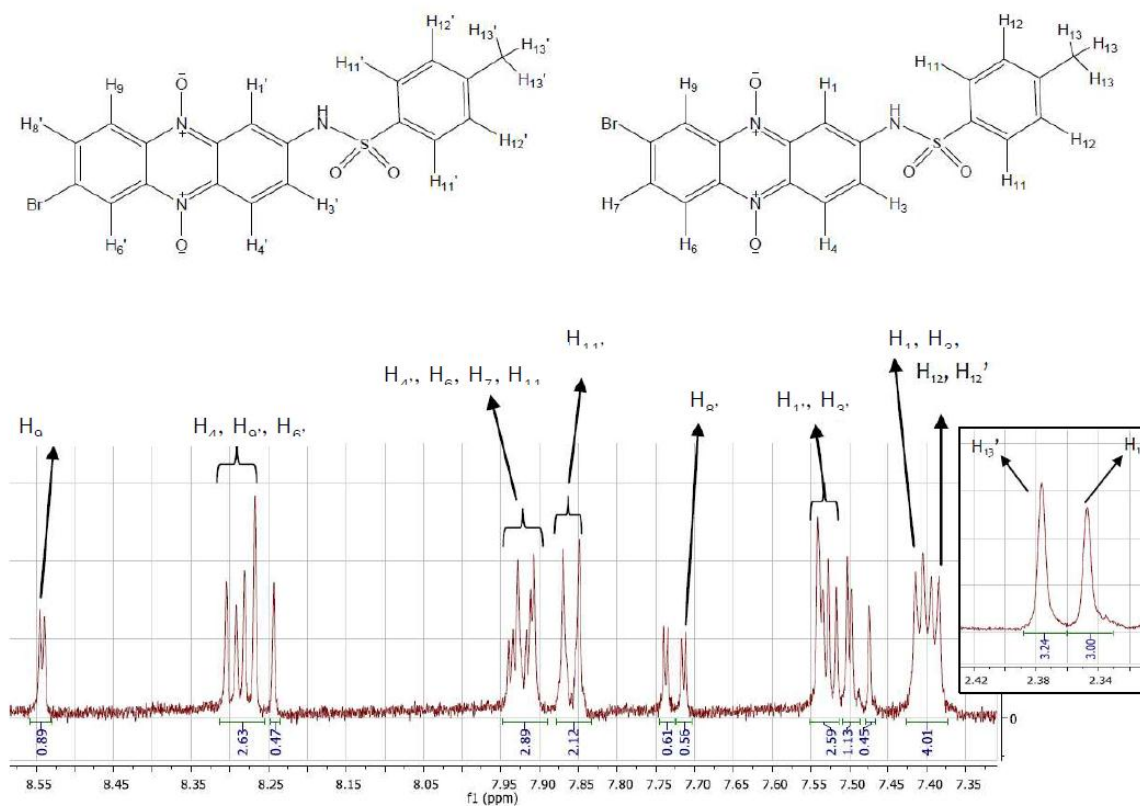 H12' H13' H12 H13
H11' H13' H11 H13
H9 O− H1' H13' H9 O− H1 H13
H8' N+ H N H12' Br N+ H N H12
S S
O O H11' O O H11
Br N+ H3' H7 N+ H3
H6' O− H4' H6 O− H4
H11'
H4', H6, H7, H11
H1, H3,
H12, H12'
H8'
H1', H3'
H9
H4, H9', H6'
H13'
3.24 3.00
2.42 2.38 2.34
0
0.89 2.63 0.47 2.89 2.12 0.61 0.56 2.59 1.13 0.45 4.01
8.55 8.45 8.35 8.25 8.15 8.05 7.95 7.90 7.85 7.80 7.75 7.70 7.65 7.60 7.55 7.50 7.45 7.40 7.35
f1 (ppm)